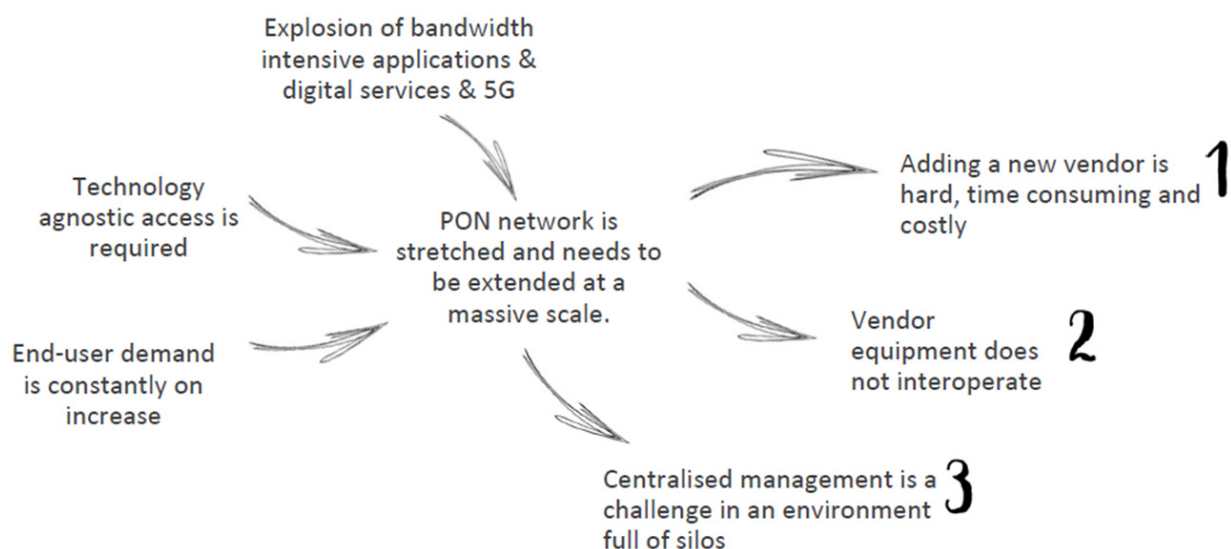 Explosion of bandwidth
intensive applications &
digital services & 5G
Technology
agnostic access is
required
End-user demand
is constantly on
increase
PON network is
stretched and needs to
be extended at a
massive scale.
Adding a new vendor is
hard, time consuming and
costly
1
Vendor
equipment does
not interoperate
2
Centralised management is a
challenge in an environment
full of silos
3